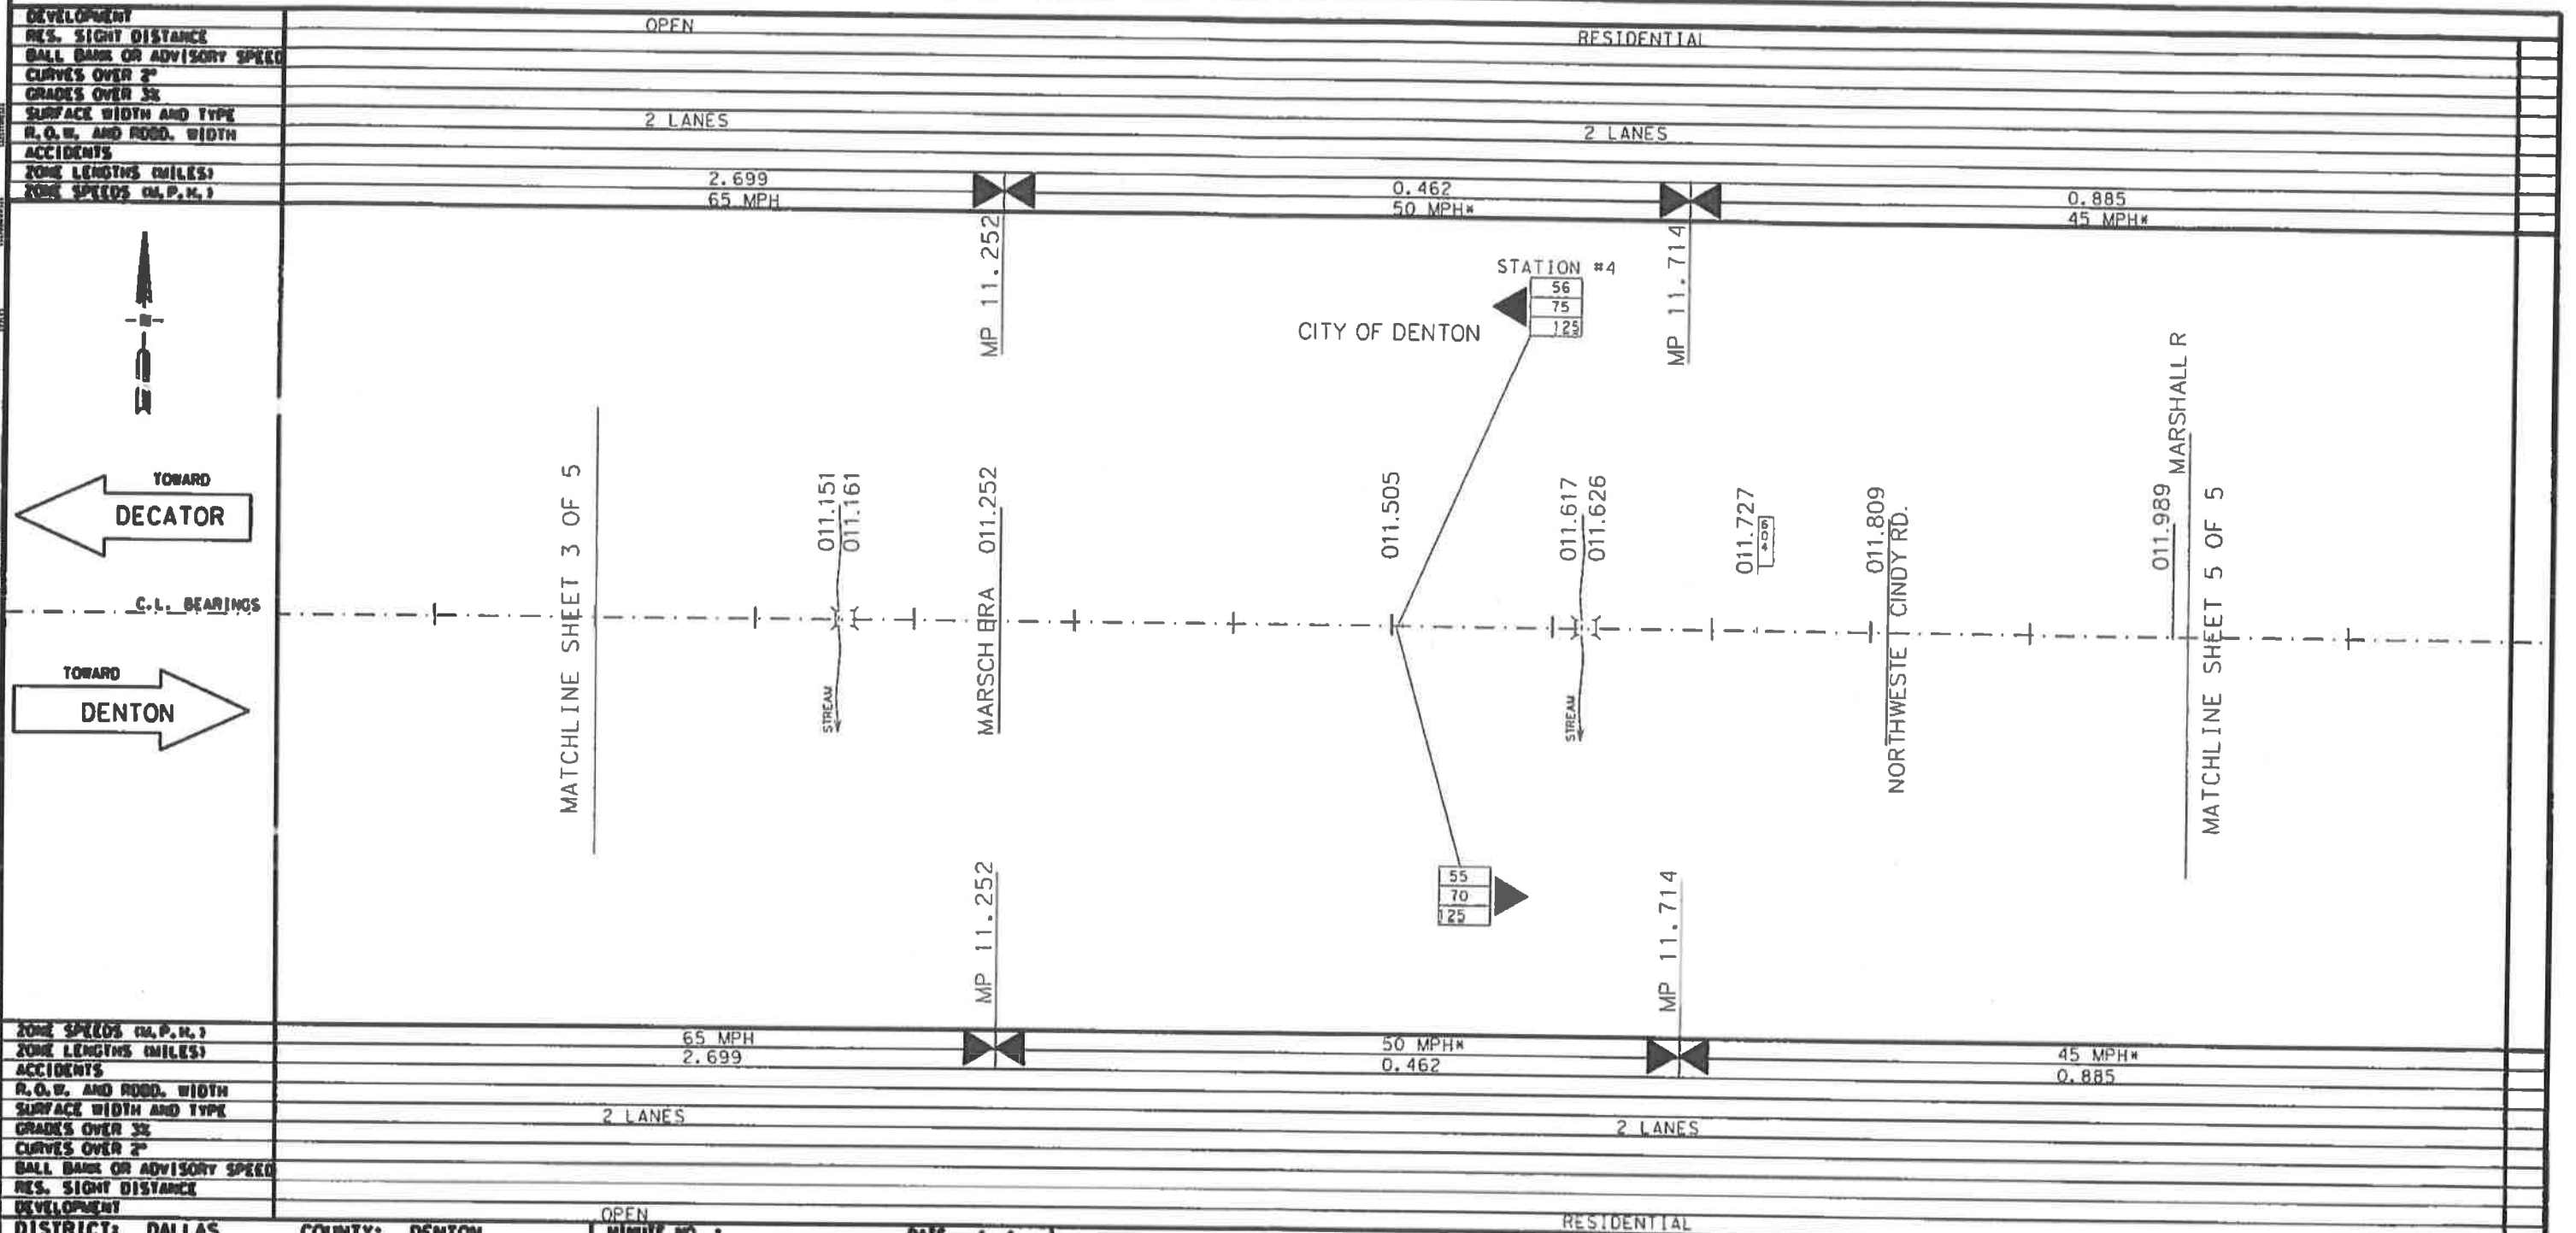 DEVELOPMENT OPEN RESIDENTIAL
RES. SIGHT DISTANCE
BALL BANK OR ADVISORY SPEED
CURVES OVER 2°
GRADES OVER 3%
SURFACE WIDTH AND TYPE 2 LANES 2 LANES
R.O.W. AND RDBD. WIDTH
ACCIDENTS
ZONE LENGTHS (MILES) 2.699 0.462 0.885
ZONE SPEEDS (M.P.H.) 65 MPH 50 MPH* 45 MPH*
MP 11.252
MP 11.714
STATION #4
56
75
125
CITY OF DENTON
TOWARD
DECATOR
C.L. BEARINGS
TOWARD
DENTON
MATCHLINE SHEET 3 OF 5
011.151
011.161
STREAM
MARSCH BRA 011.252
011.505
011.617
011.626
STREAM
011.727
011.809
NORTHWESTE CINDY RD.
011.989 MARSHALL R
MATCHLINE SHEET 5 OF 5
55
70
125
MP 11.252
MP 11.714
ZONE SPEEDS (M.P.H.) 65 MPH 50 MPH* 45 MPH*
ZONE LENGTHS (MILES) 2.699 0.462 0.885
ACCIDENTS
R.O.W. AND RDBD. WIDTH
SURFACE WIDTH AND TYPE 2 LANES 2 LANES
GRADES OVER 3%
CURVES OVER 2°
BALL BANK OR ADVISORY SPEED
RES. SIGHT DISTANCE
DEVELOPMENT OPEN RESIDENTIAL
DISTRICT: DALLAS COUNTY: DENTON MINUTE NO.: DATE